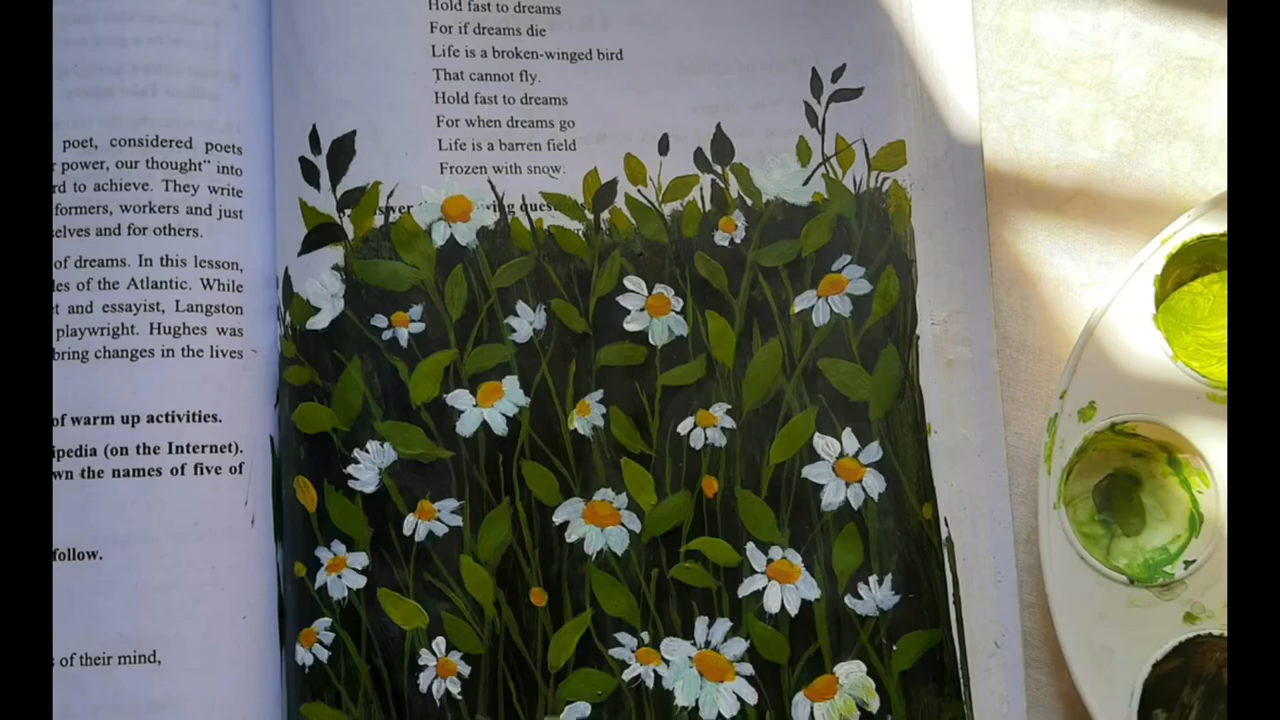 poet, considered poets
power, our thought" into
rd to achieve. They write
formers, workers and just
elves and for others.
of dreams. In this lesson,
les of the Atlantic. While
t and essayist, Langston
playwright. Hughes was
bring changes in the lives
of warm up activities.
ipedia (on the Internet).
wn the names of five of
follow.
of their mind,
Hold fast to dreams
For if dreams die
Life is a broken-winged bird
That cannot fly.
Hold fast to dreams
For when dreams go
Life is a barren field
Frozen with snow.